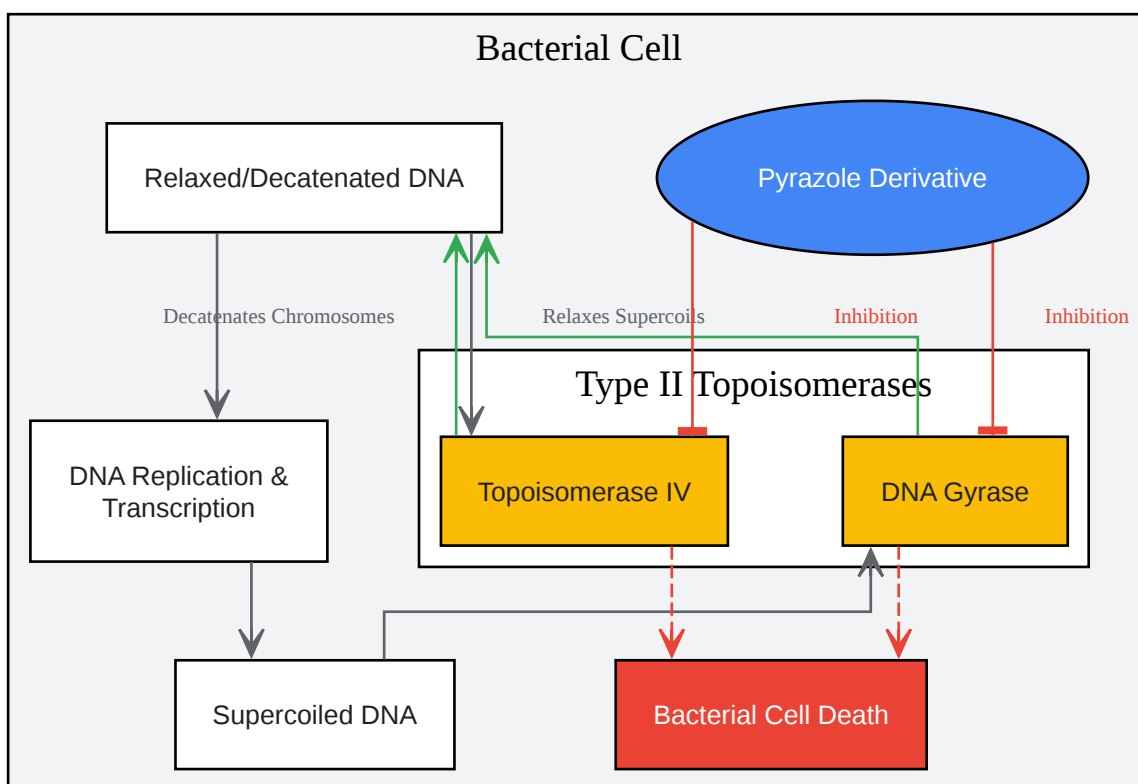 Bacterial Cell
Relaxed/Decatenated DNA
Pyrazole Derivative
Decatenates Chromosomes
Relaxes Supercoils
Inhibition
Inhibition
Type II Topoisomerases
DNA Replication &
Transcription
Topoisomerase IV
DNA Gyrase
Supercoiled DNA
Bacterial Cell Death